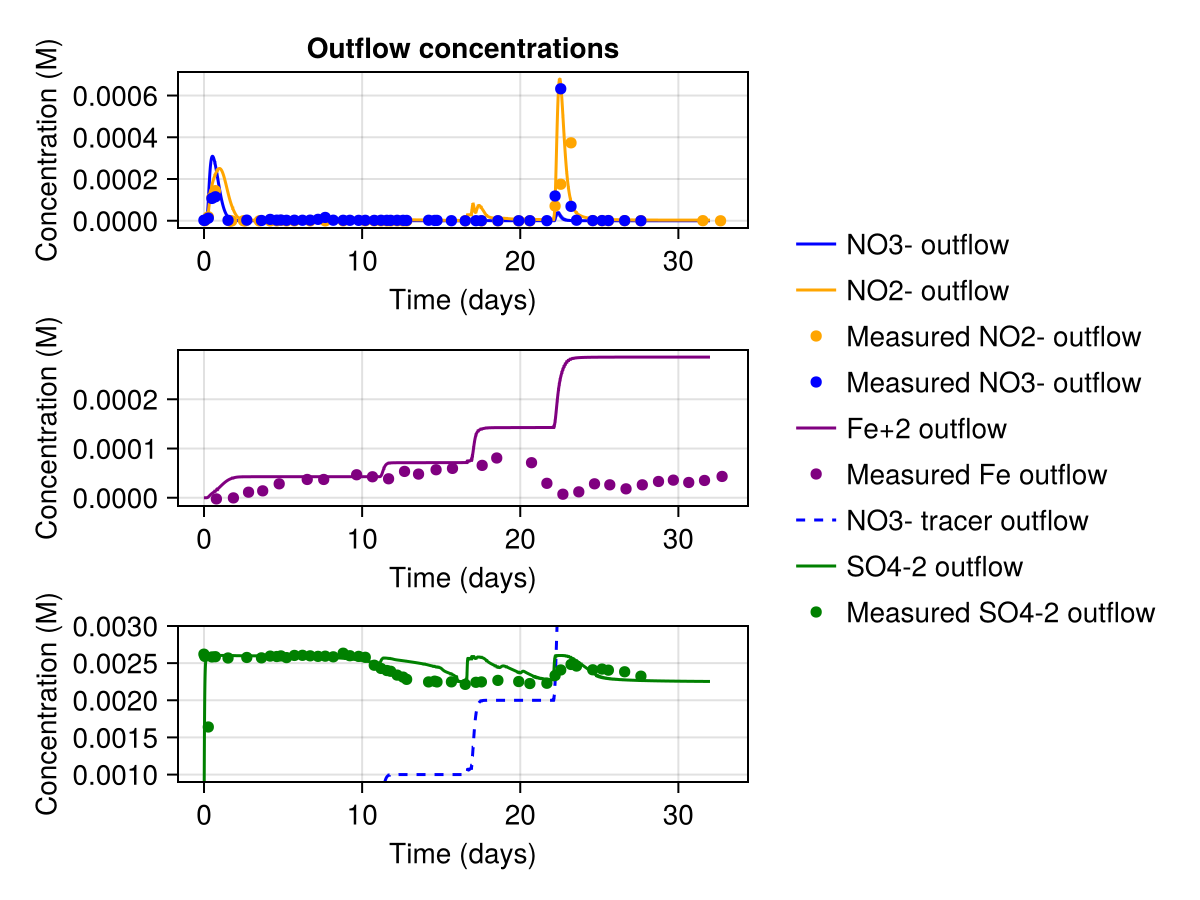 Outflow concentrations
Concentration (M)
0.0006
0.0004
0.0002
0.0000
0 10 20 30
Time (days)
Concentration (M)
0.0002
0.0001
0.0000
0 10 20 30
Time (days)
Concentration (M)
0.0030
0.0025
0.0020
0.0015
0.0010
0 10 20 30
Time (days)
NO3- outflow
NO2- outflow
Measured NO2- outflow
Measured NO3- outflow
Fe+2 outflow
Measured Fe outflow
NO3- tracer outflow
SO4-2 outflow
Measured SO4-2 outflow